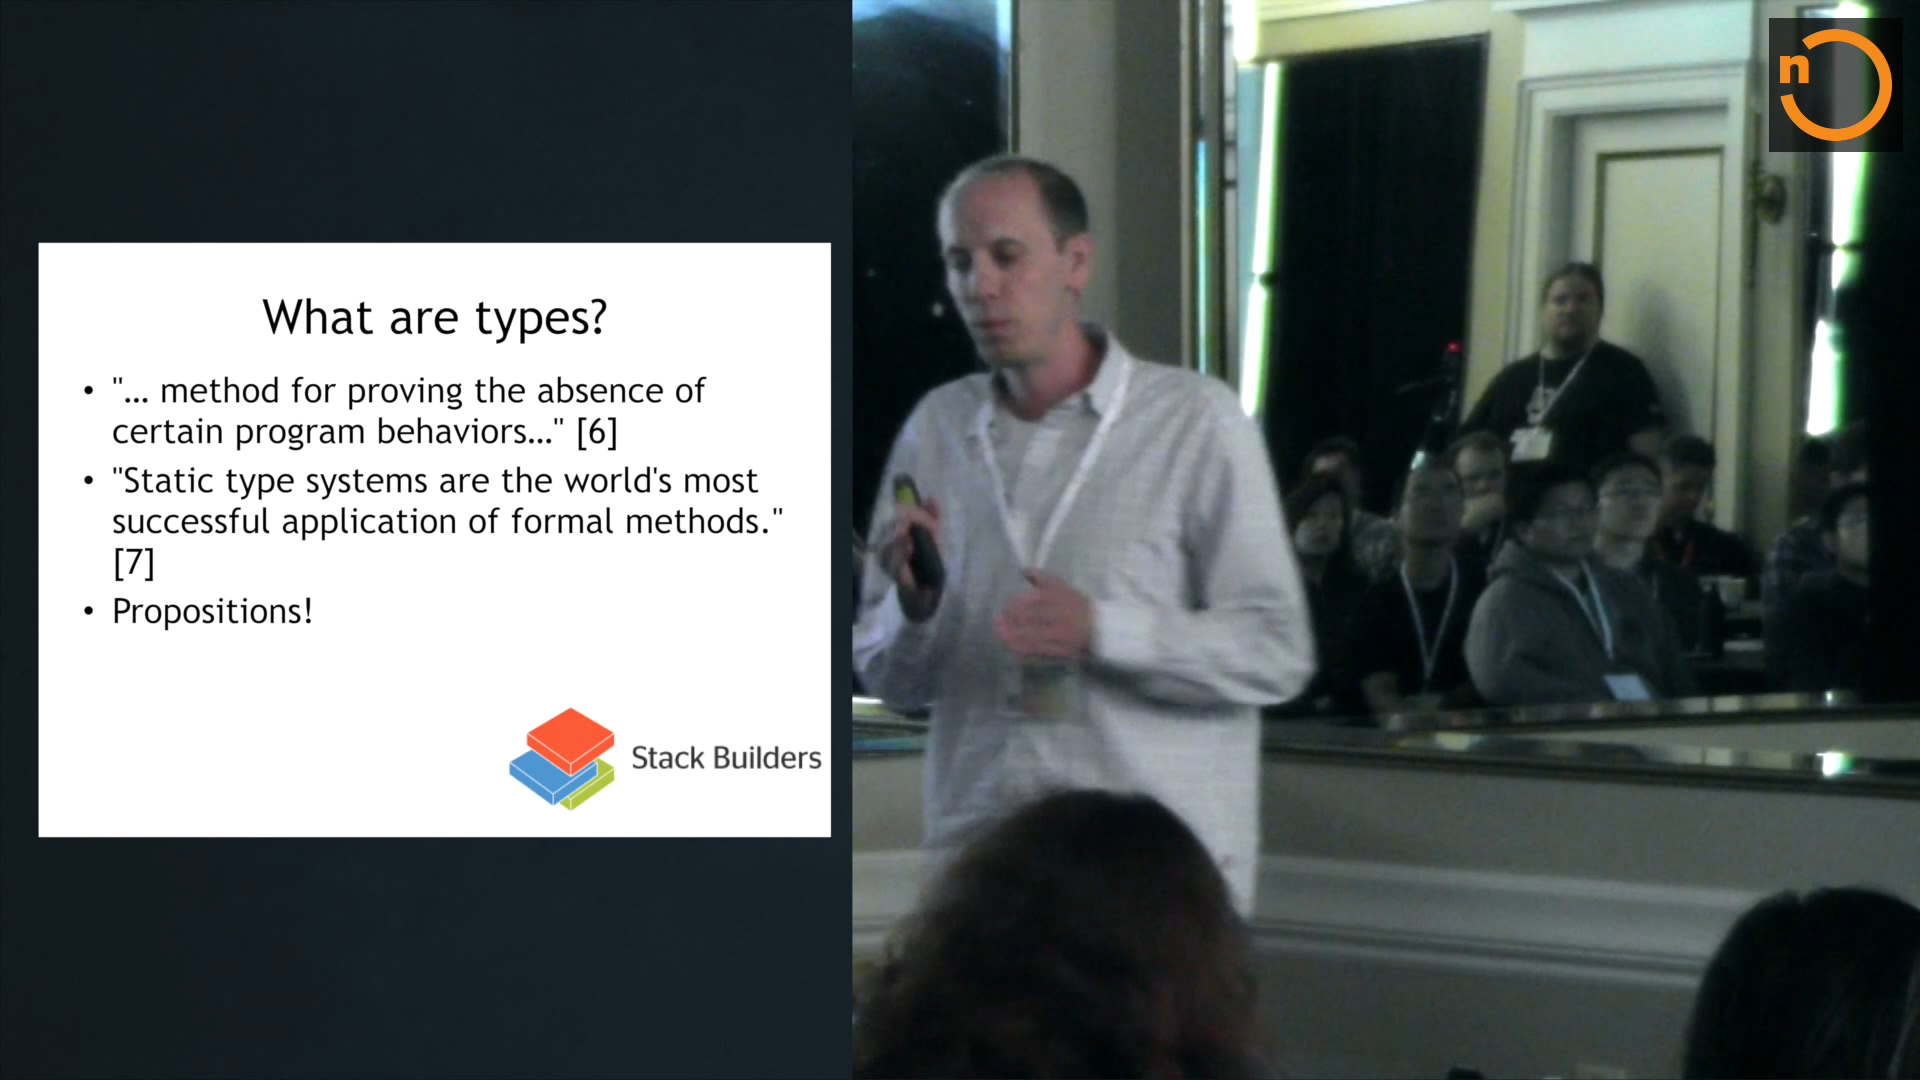 What are types?
• "... method for proving the absence of
certain program behaviors..." [6]
• "Static type systems are the world's most
successful application of formal methods."
[7]
• Propositions!
Stack Builders
n